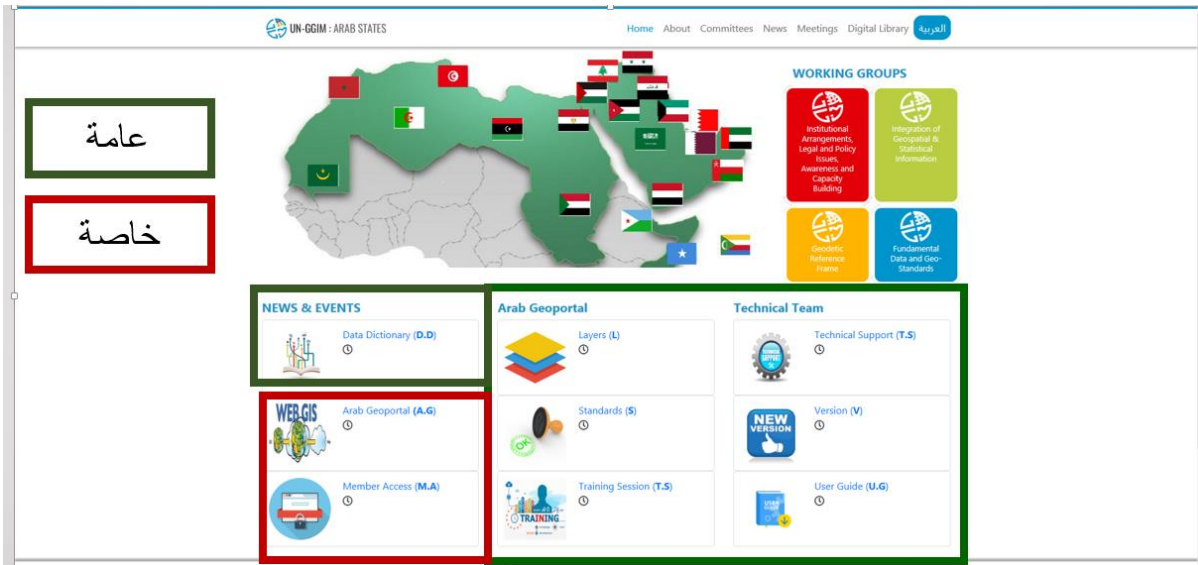 UN-GGIM : ARAB STATES
Home About Committees News Meetings Digital Library العربية
عامة
خاصة
WORKING GROUPS
Institutional
Arrangements,
Legal and Policy
Issues,
Awareness and
Capacity
Building
Integration of
Geospatial &
Statistical
Information
Geodetic
Reference
Frame
Fundamental
Data and Geo-
Standards
NEWS & EVENTS
Data Dictionary (D.D)
WEB.GIS
Arab Geoportal (A.G)
Member Access (M.A)
Arab Geoportal
Layers (L)
Standards (S)
OK
Training Session (T.S)
TRAINING
Technical Team
Technical Support (T.S)
NEW
VERSION
Version (V)
User Guide (U.G)